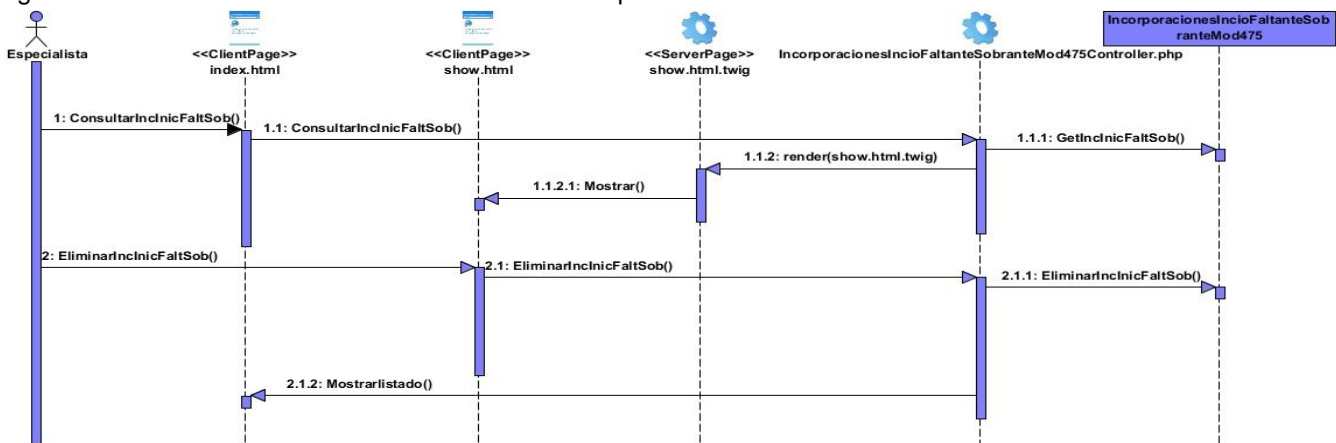 IncorporacionesIncioFaltanteSob
ranteMod475
Especialista
<<ClientPage>>
index.html
<<ClientPage>>
show.html
<<ServerPage>>
show.html.twig
IncorporacionesIncioFaltanteSobranteMod475Controller.php
1: ConsultarIncInicFaltSob()
1.1: ConsultarIncInicFaltSob()
1.1.1: GetIncInicFaltSob()
1.1.2: render(show.html.twig)
1.1.2.1: Mostrar()
2: EliminarIncInicFaltSob()
2.1: EliminarIncInicFaltSob()
2.1.1: EliminarIncInicFaltSob()
2.1.2: Mostrarlistado()